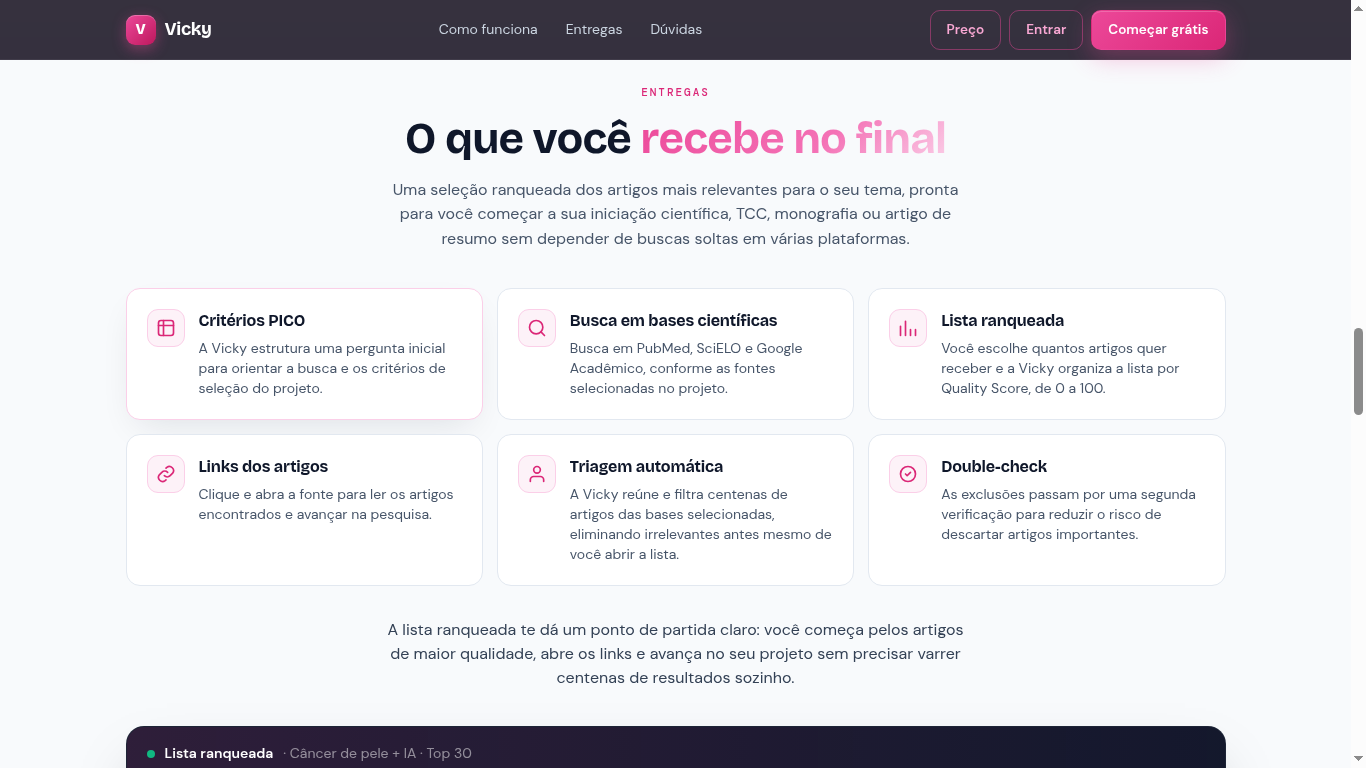 V Vicky
Como funciona
Entregas
Dúvidas
Preço
Entrar
Começar grátis
ENTREGAS
O que você recebe no final
Uma seleção ranqueada dos artigos mais relevantes para o seu tema, pronta
para você começar a sua iniciação científica, TCC, monografia ou artigo de
resumo sem depender de buscas soltas em várias plataformas.
Critérios PICO
A Vicky estrutura uma pergunta inicial
para orientar a busca e os critérios de
seleção do projeto.
Busca em bases científicas
Busca em PubMed, SciELO e Google
Acadêmico, conforme as fontes
selecionadas no projeto.
Lista ranqueada
Você escolhe quantos artigos quer
receber e a Vicky organiza a lista por
Quality Score, de 0 a 100.
Links dos artigos
Clique e abra a fonte para ler os artigos
encontrados e avançar na pesquisa.
Triagem automática
A Vicky reúne e filtra centenas de
artigos das bases selecionadas,
eliminando irrelevantes antes mesmo de
você abrir a lista.
Double-check
As exclusões passam por uma segunda
verificação para reduzir o risco de
descartar artigos importantes.
A lista ranqueada te dá um ponto de partida claro: você começa pelos artigos
de maior qualidade, abre os links e avança no seu projeto sem precisar varrer
centenas de resultados sozinho.
Lista ranqueada · Câncer de pele + IA · Top 30